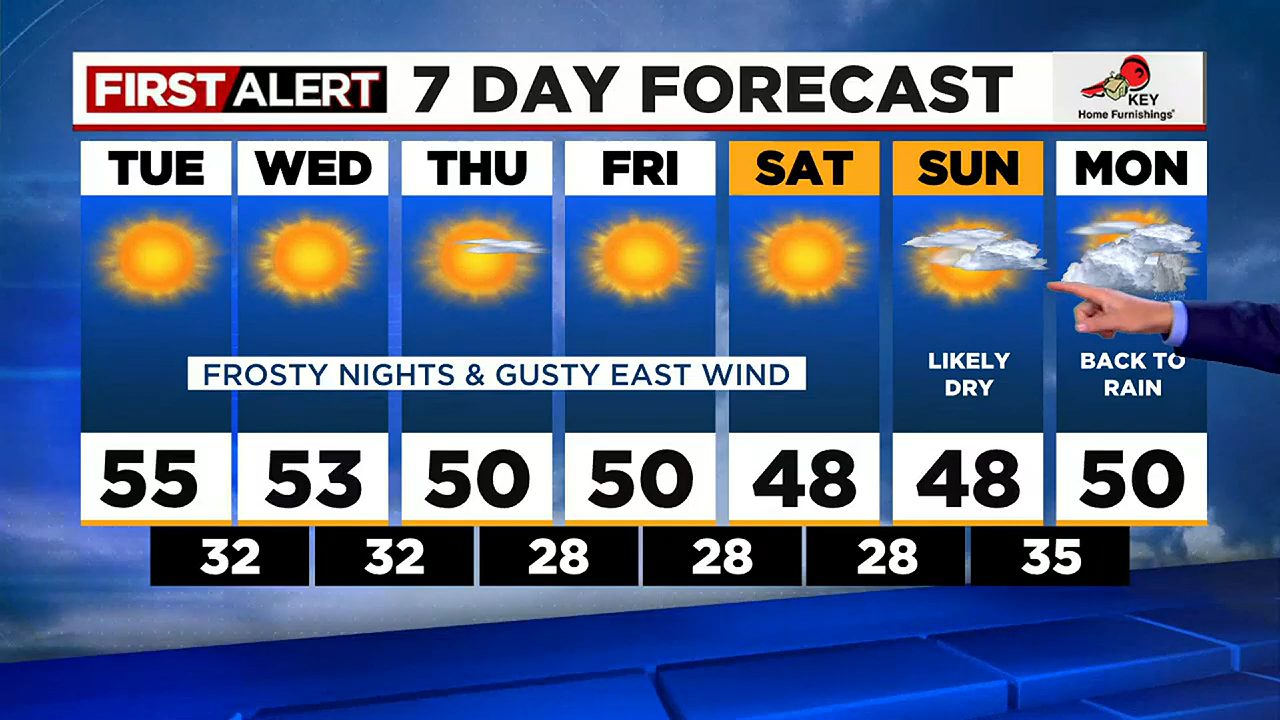 FIRST ALERT 7 DAY FORECAST
KEY
Home Furnishings®
TUE WED THU FRI SAT SUN MON
FROSTY NIGHTS & GUSTY EAST WIND
LIKELY
DRY
BACK TO
RAIN
55 53 50 50 48 48 50
32 32 28 28 28 35